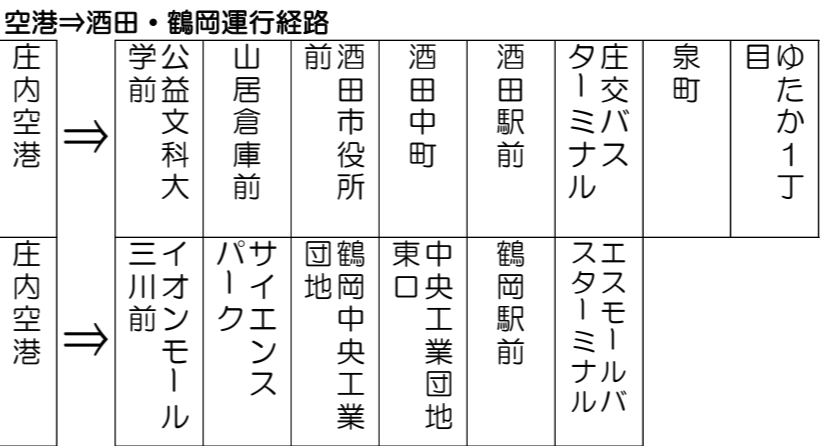 空港⇒酒田・鶴岡運行経路
庄内空港
⇒
公益文科大
学前
山居倉庫前
酒田市役所
前
酒田中町
酒田駅前
庄交バス
ターミナル
泉町
ゆたか1丁
目
庄内空港
⇒
イオンモール
三川前
サイエンス
パーク
鶴岡中央工業
団地
中央工業団地
東口
鶴岡駅前
エスモールバ
スターミナル